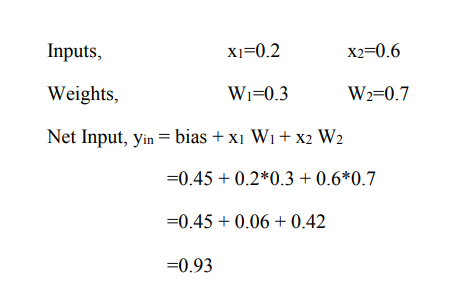 Inputs, x₁=0.2 x₂=0.6
Weights, W₁=0.3 W₂=0.7
Net Input, yᵢₙ = bias + x₁ W₁ + x₂ W₂
=0.45 + 0.2*0.3 + 0.6*0.7
=0.45 + 0.06 + 0.42
=0.93